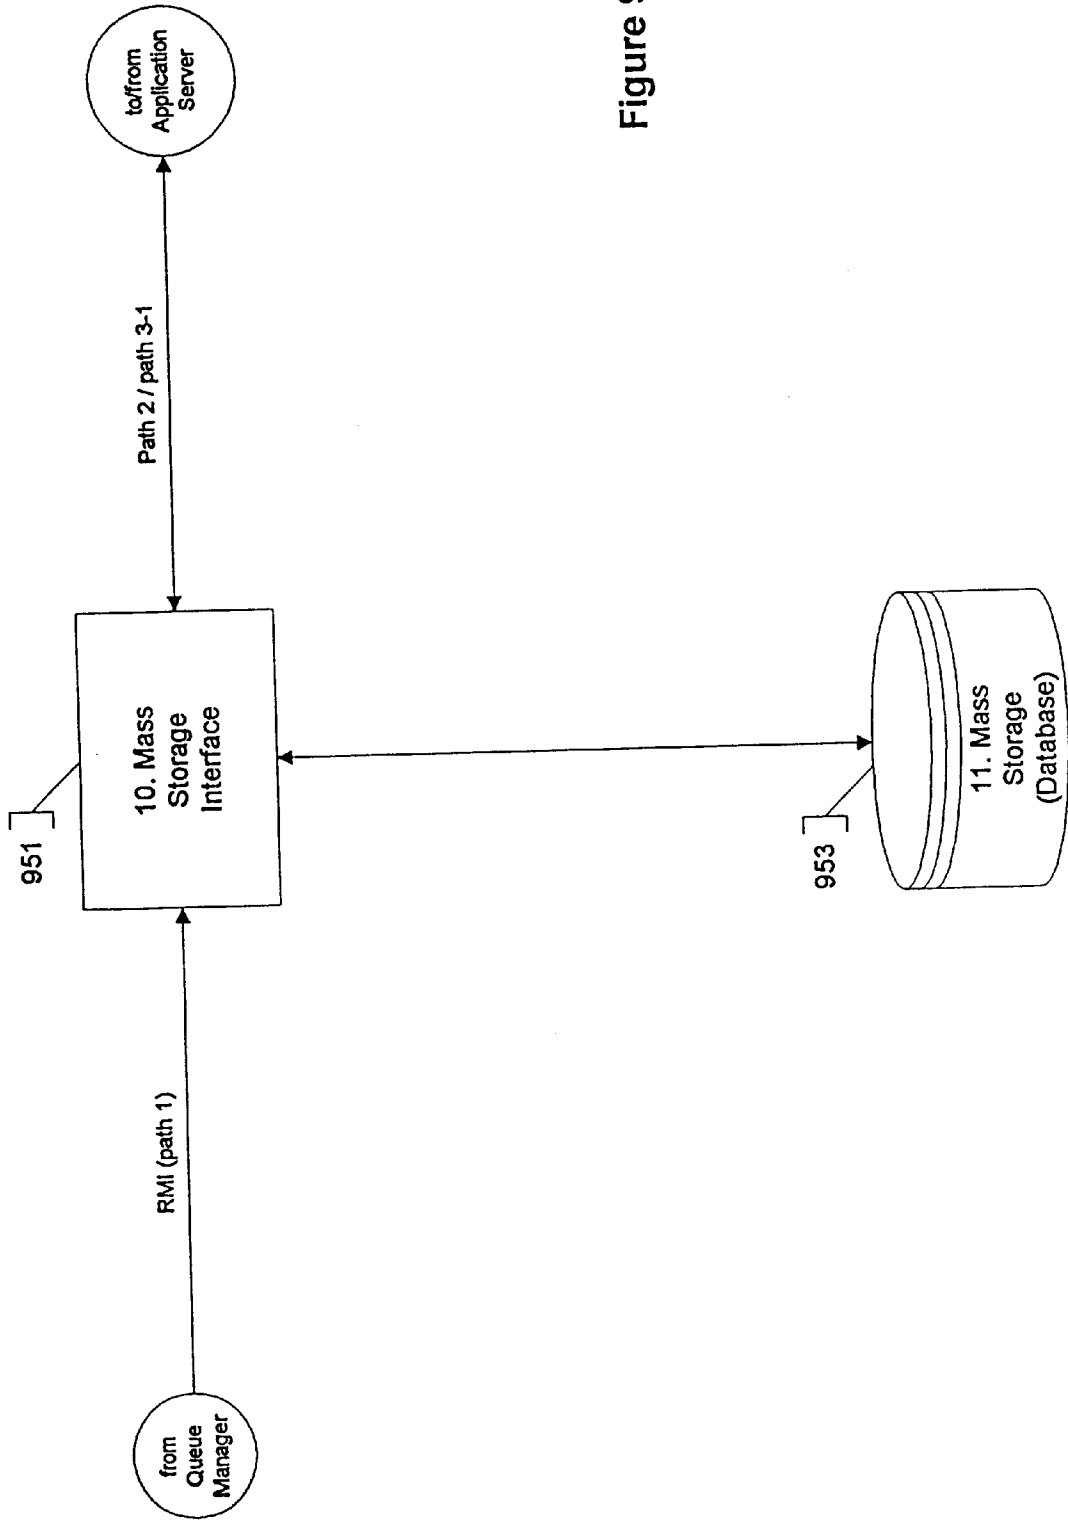 from
Queue
Manager
RMI (path 1)
951
10. Mass
Storage
Interface
Path 2 / path 3-1
to/from
Application
Server
953
11. Mass
Storage
(Database)
Figure